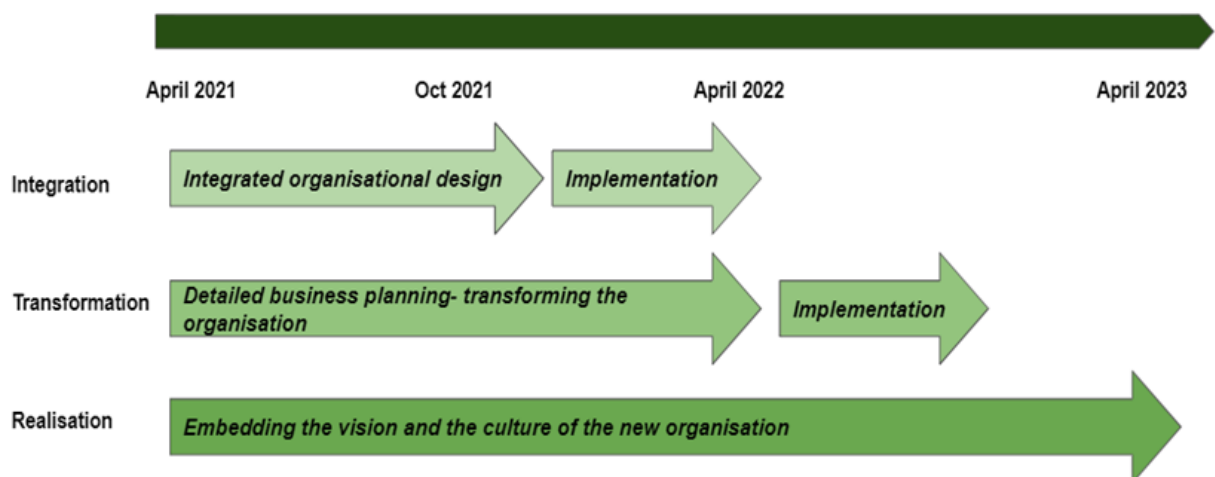 April 2021
Oct 2021
April 2022
April 2023
Integration
Integrated organisational design
Implementation
Transformation
Detailed business planning- transforming the
organisation
Implementation
Realisation
Embedding the vision and the culture of the new organisation